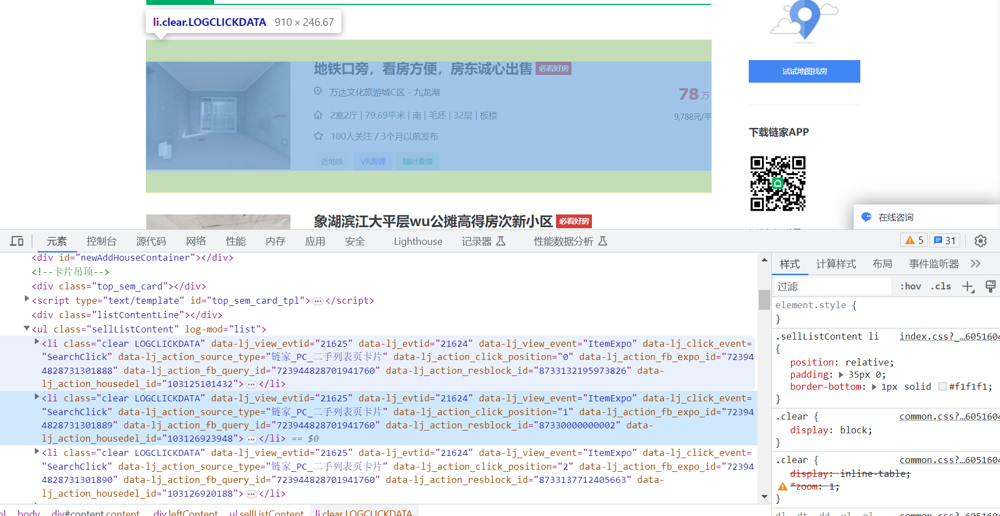 li.clear.LOGCLICKDATA 910 × 246.67
地铁口旁，看房方便，房东诚心出售 必看好房
万达文化旅游城C区 - 九龙湖
78万
2室2厅 | 79.69平米 | 南 | 毛坯 | 32层 | 板楼
9,788元/平
100人关注 / 3个月以前发布
近地铁 VR房源 随时看房
象湖滨江大平层wu公摊高得房次新小区 必看好房
试试地图找房
下载链家APP
在线咨询
元素 控制台 源代码 网络 性能 内存 应用 安全 Lighthouse 记录器 性能数据分析 5 31
<div id="newAddHouseContainer"></div>
<!--卡片吊顶-->
<div class="top_sem_card"></div>
<script type="text/template" id="top_sem_card_tpl">…</script>
<div class="listContentLine"></div>
<ul class="sellListContent" log-mod="list">
<li class="clear LOGCLICKDATA" data-lj_view_evtid="21625" data-lj_evtid="21624" data-lj_view_event="ItemExpo" data-lj_click_event=
"SearchClick" data-lj_action_source_type="链家_PC_二手列表页卡片" data-lj_action_click_position="0" data-lj_action_fb_expo_id="72394
4828731301888" data-lj_action_fb_query_id="723944828701941760" data-lj_action_resblock_id="8733132195973826" data-
lj_action_housedel_id="103125101432">…</li>
<li class="clear LOGCLICKDATA" data-lj_view_evtid="21625" data-lj_evtid="21624" data-lj_view_event="ItemExpo" data-lj_click_event=
"SearchClick" data-lj_action_source_type="链家_PC_二手列表页卡片" data-lj_action_click_position="1" data-lj_action_fb_expo_id="72394
4828731301889" data-lj_action_fb_query_id="723944828701941760" data-lj_action_resblock_id="87330000000002" data-
lj_action_housedel_id="103126923948">…</li> == $0
<li class="clear LOGCLICKDATA" data-lj_view_evtid="21625" data-lj_evtid="21624" data-lj_view_event="ItemExpo" data-lj_click_event=
"SearchClick" data-lj_action_source_type="链家_PC_二手列表页卡片" data-lj_action_click_position="2" data-lj_action_fb_expo_id="72394
4828731301890" data-lj_action_fb_query_id="723944828701941760" data-lj_action_resblock_id="8733137712405663" data-
lj_action_housedel_id="103126920188">…</li>
body div#content.content div.leftContent ul.sellListContent li.clear.LOGCLICKDATA
样式 计算样式 布局 事件监听器
过滤 :hov .cls
element.style {
}
.sellListContent li index.css?_…6051604
{
position: relative;
padding: 35px 0;
border-bottom: 1px solid #f1f1f1;
}
.clear { common.css?…6051604
display: block;
}
.clear { common.css?…6051604
display: inline-table;
*zoom: 1;
}